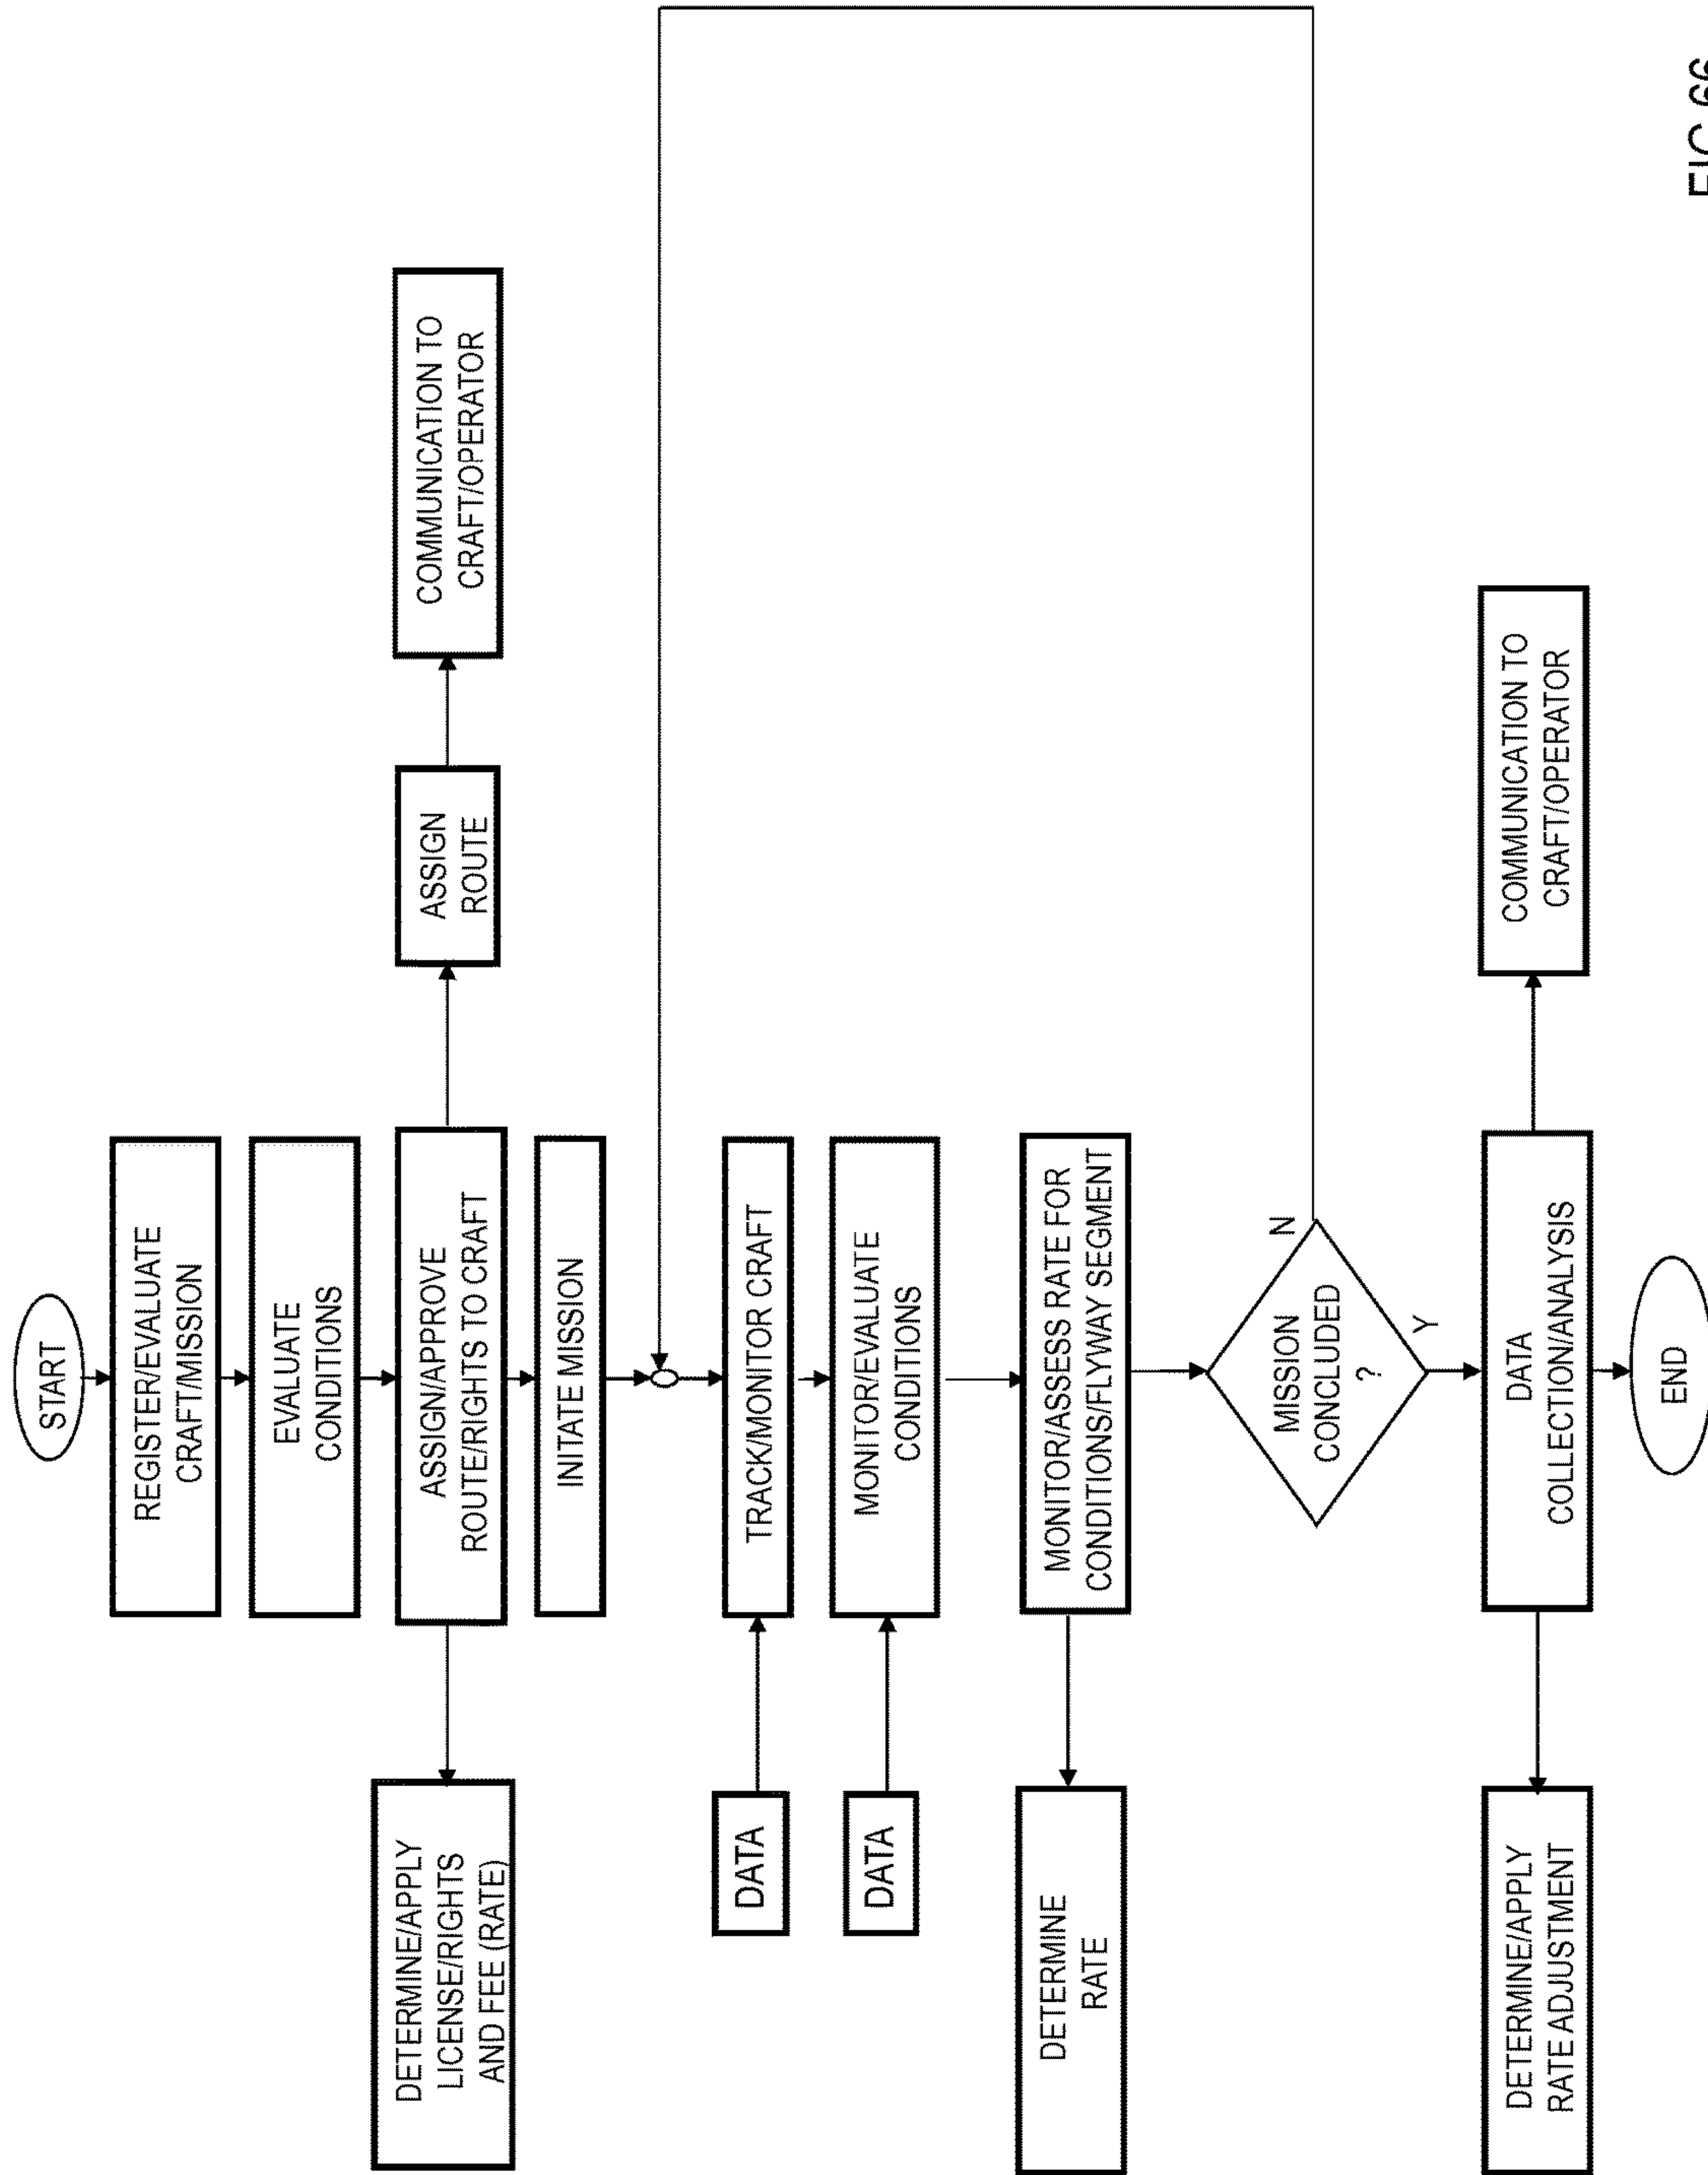 START
REGISTER/EVALUATE
CRAFT/MISSION
EVALUATE
CONDITIONS
DETERMINE/APPLY
LICENSE/RIGHTS
AND FEE (RATE)
ASSIGN/APPROVE
ROUTE/RIGHTS TO CRAFT
ASSIGN
ROUTE
COMMUNICATION TO
CRAFT/OPERATOR
INITATE MISSION
DATA
TRACK/MONITOR CRAFT
DATA
MONITOR/EVALUATE
CONDITIONS
DETERMINE
RATE
MONITOR/ASSESS RATE FOR
CONDITIONS/FLYWAY SEGMENT
MISSION
CONCLUDED
?
N
Y
DETERMINE/APPLY
RATE ADJUSTMENT
DATA
COLLECTION/ANALYSIS
COMMUNICATION TO
CRAFT/OPERATOR
END
FIG 66